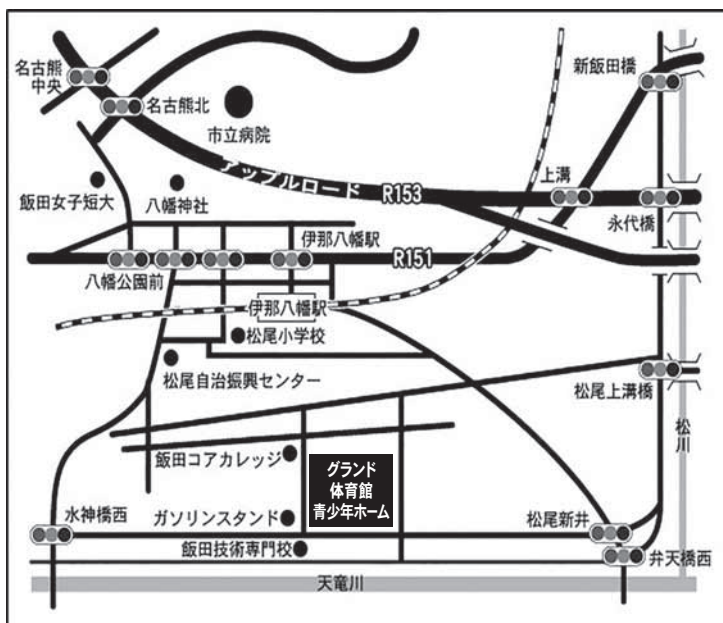 名古熊
中央
名古熊北
市立病院
新飯田橋
アップルロード
R153
上溝
永代橋
飯田女子短大
八幡神社
伊那八幡駅
R151
八幡公園前
伊那八幡駅
松尾小学校
松尾自治振興センター
松尾上溝橋
松川
飯田コアカレッジ
グランド
体育館
青少年ホーム
水神橋西
ガソリンスタンド
松尾新井
飯田技術専門校
弁天橋西
天竜川